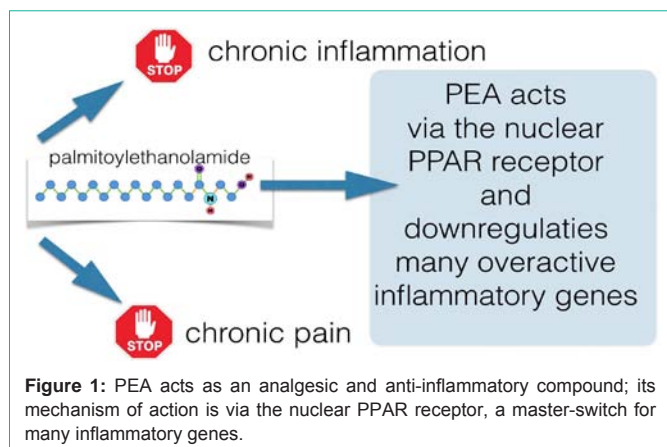 STOP
chronic inflammation
palmitoylethanolamide
N
PEA acts
via the nuclear
PPAR receptor
and
downregulaties
many overactive
inflammatory genes
STOP
chronic pain
Figure 1: PEA acts as an analgesic and anti-inflammatory compound; its
mechanism of action is via the nuclear PPAR receptor, a master-switch for
many inflammatory genes.